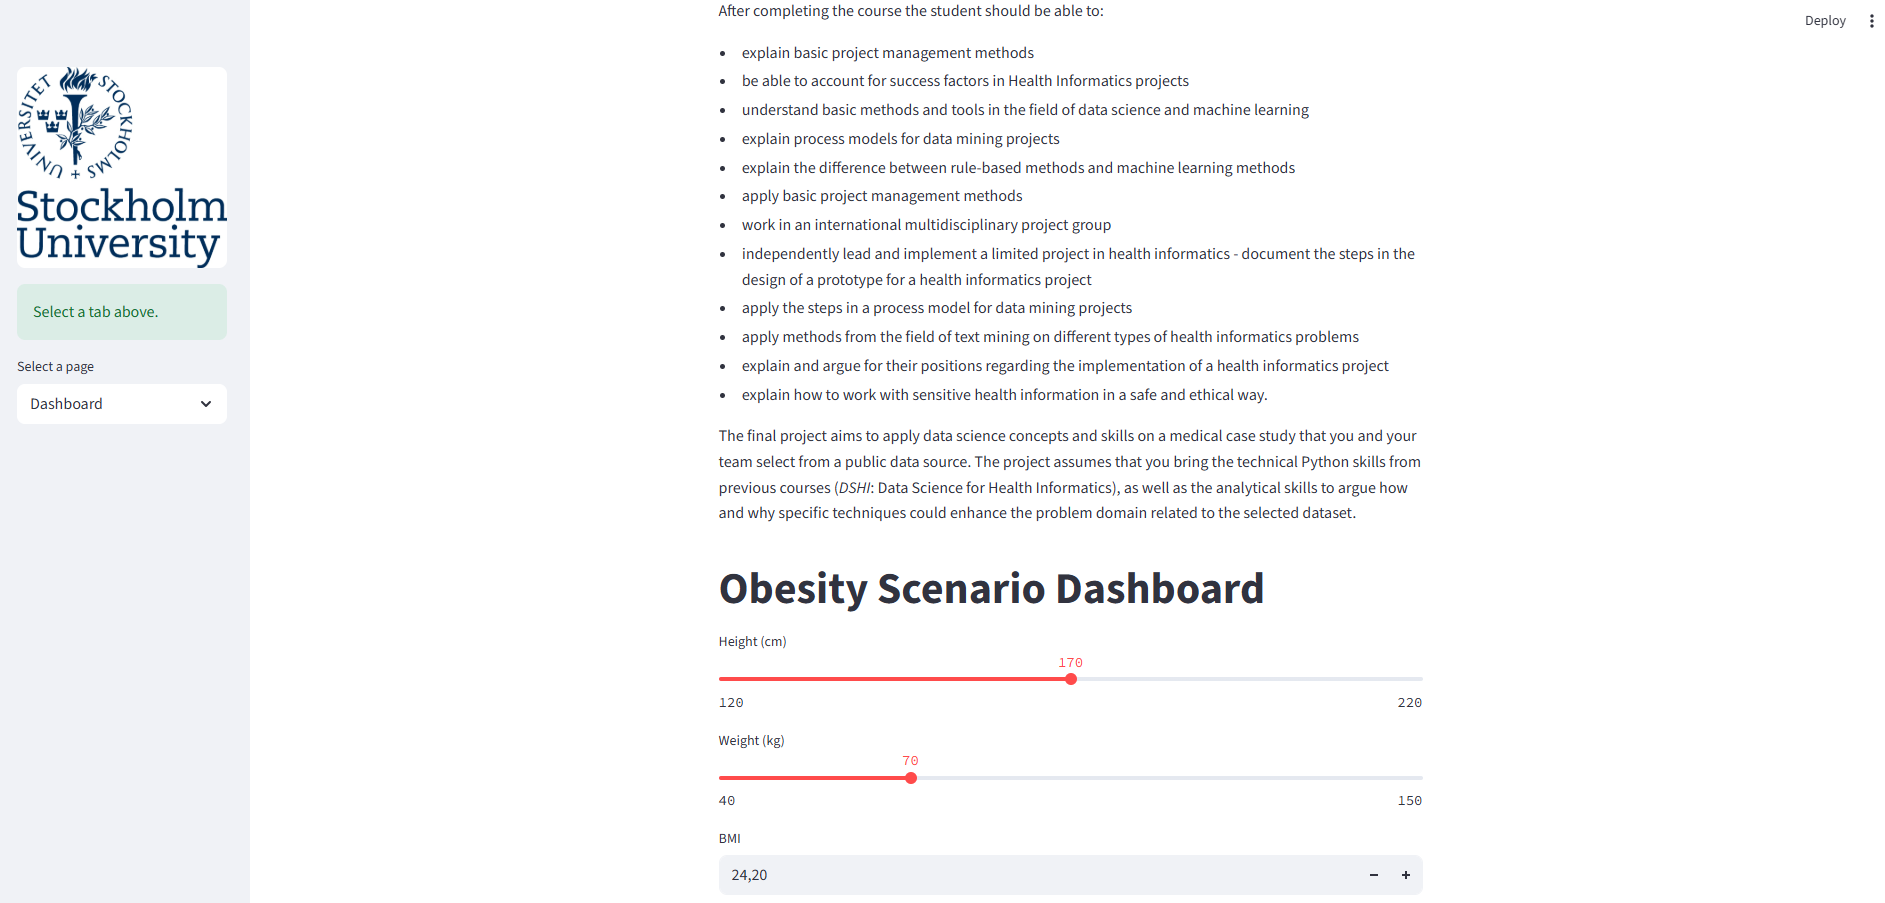 After completing the course the student should be able to:
Deploy
• explain basic project management methods
• be able to account for success factors in Health Informatics projects
• understand basic methods and tools in the field of data science and machine learning
• explain process models for data mining projects
• explain the difference between rule-based methods and machine learning methods
• apply basic project management methods
• work in an international multidisciplinary project group
• independently lead and implement a limited project in health informatics - document the steps in the
design of a prototype for a health informatics project
• apply the steps in a process model for data mining projects
• apply methods from the field of text mining on different types of health informatics problems
• explain and argue for their positions regarding the implementation of a health informatics project
• explain how to work with sensitive health information in a safe and ethical way.
The final project aims to apply data science concepts and skills on a medical case study that you and your
team select from a public data source. The project assumes that you bring the technical Python skills from
previous courses (DSHI: Data Science for Health Informatics), as well as the analytical skills to argue how
and why specific techniques could enhance the problem domain related to the selected dataset.
STOCKHOLMS + UNIVERSITET
Stockholm
University
Select a tab above.
Select a page
Dashboard
Obesity Scenario Dashboard
Height (cm)
170
120 220
Weight (kg)
70
40 150
BMI
24,20